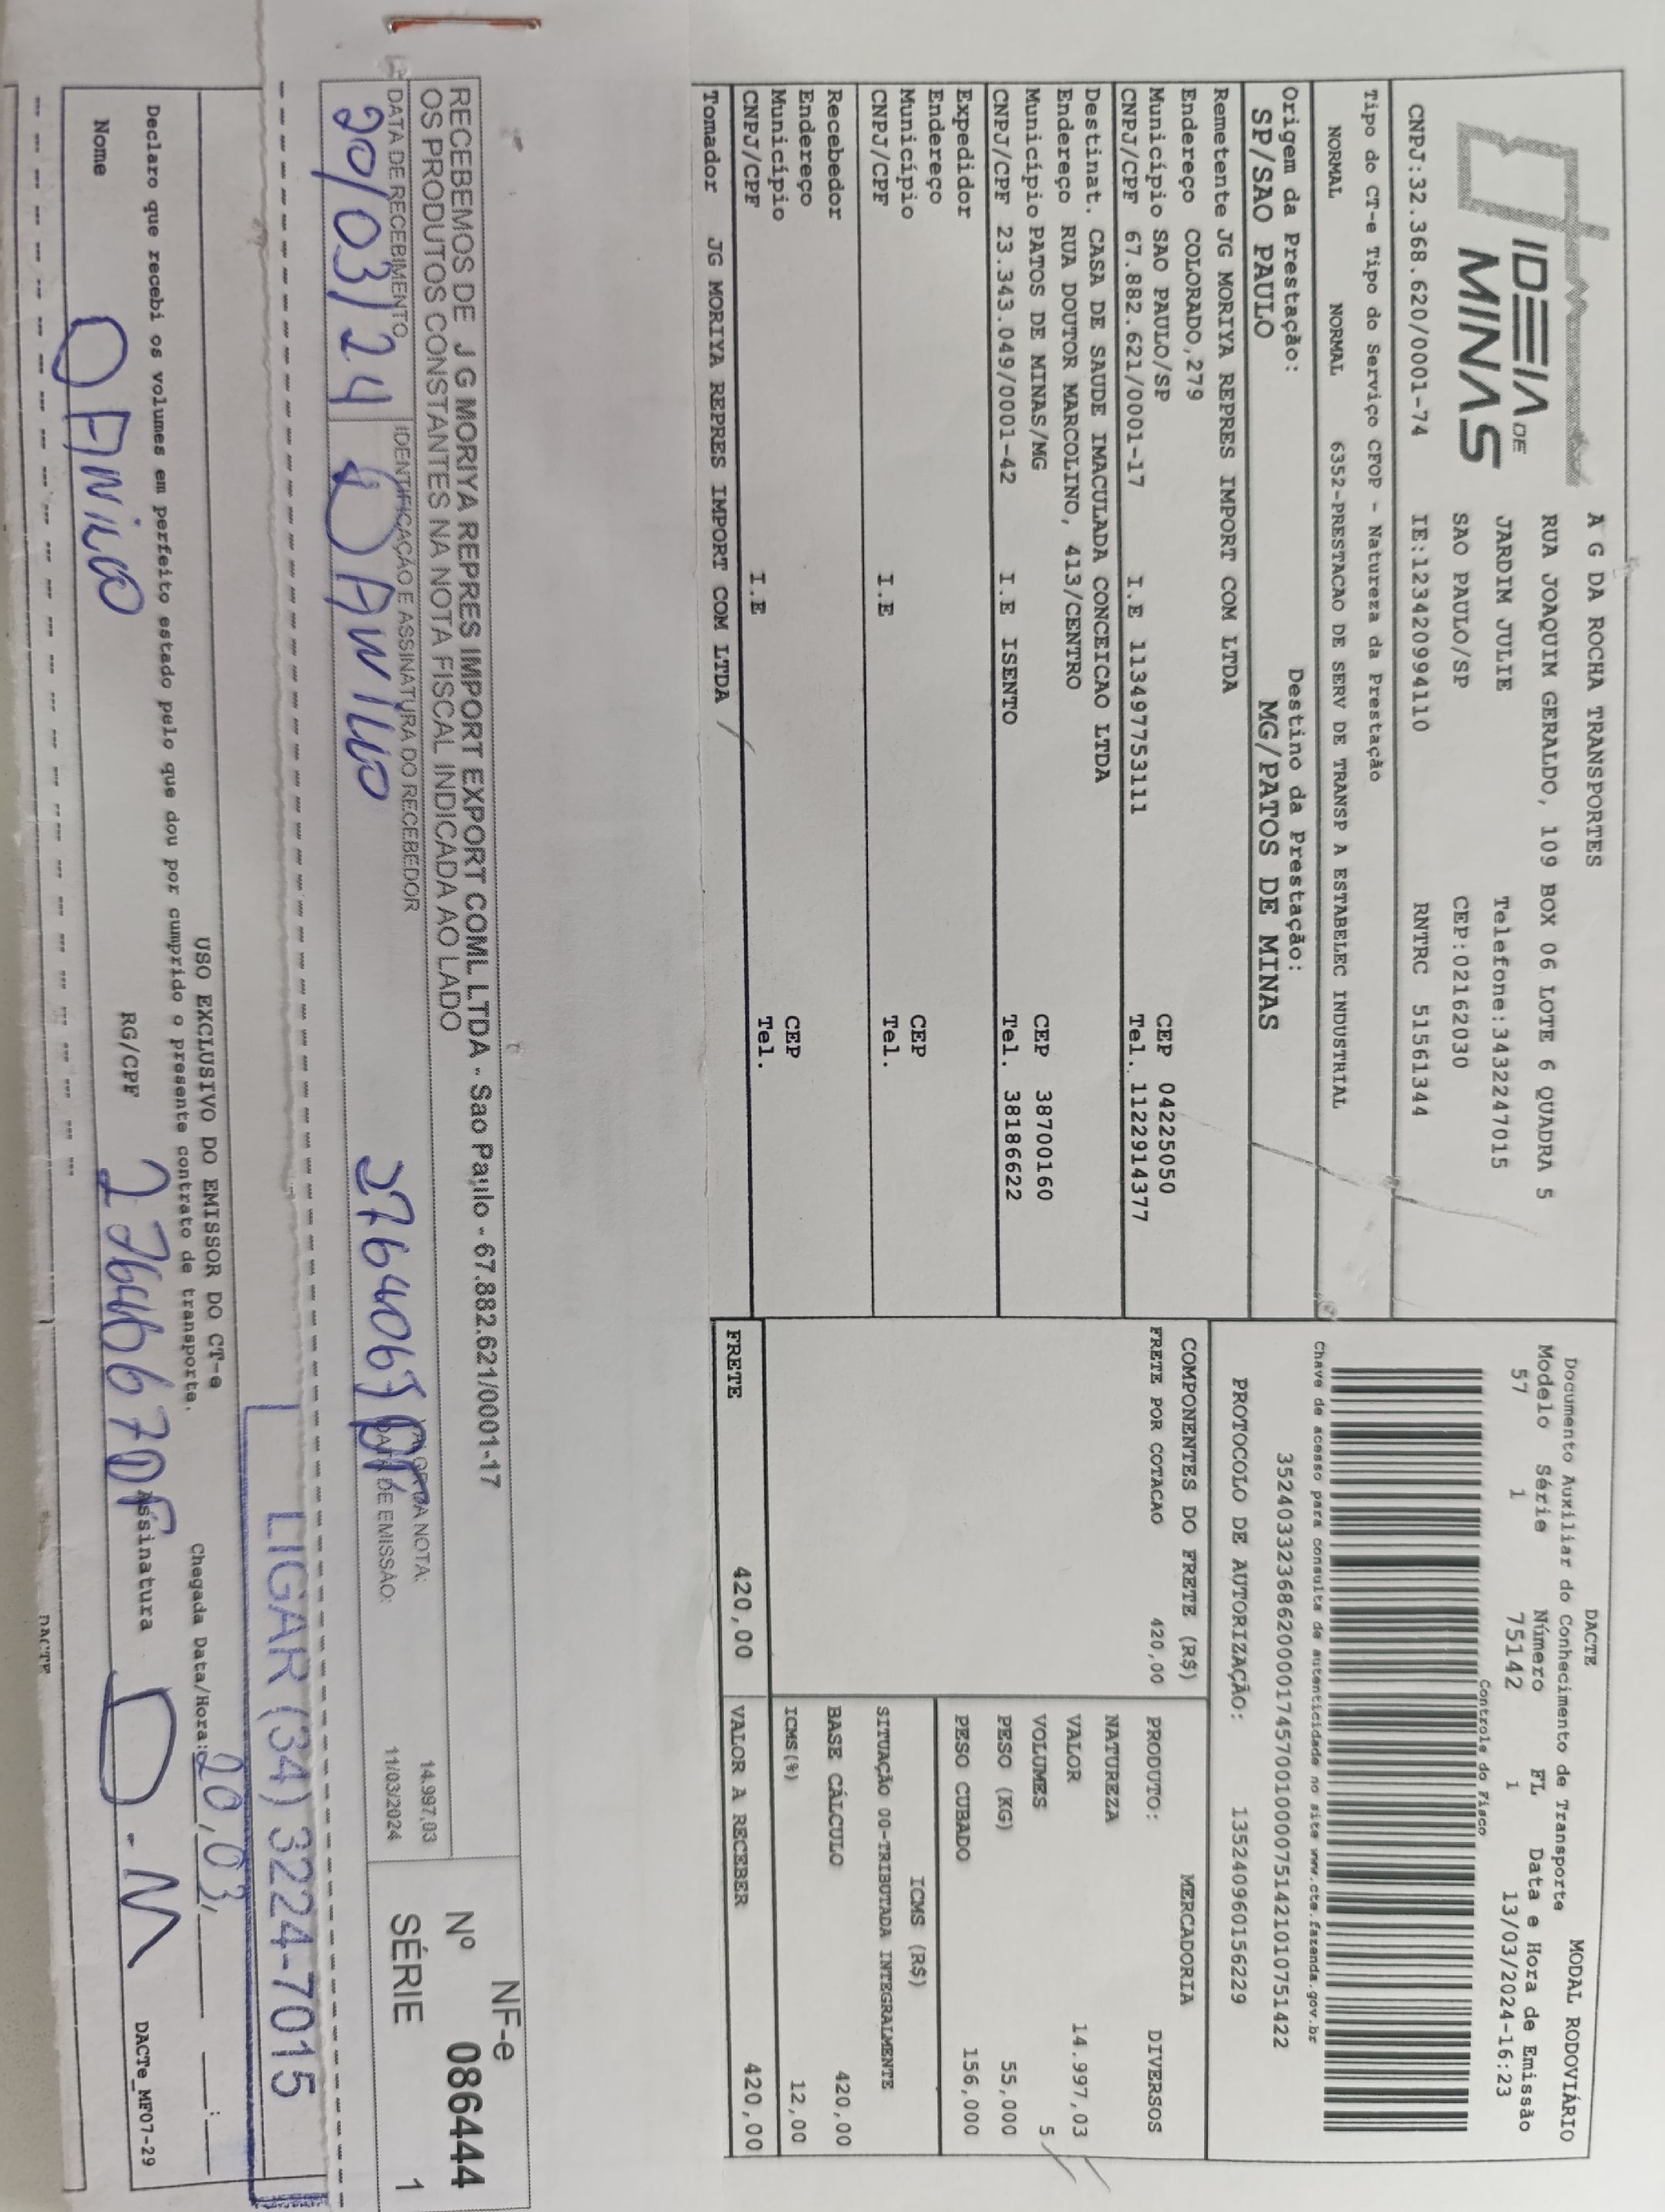 IDEIA DE
MINAS
A G DA ROCHA TRANSPORTES
RUA JOAQUIM GERALDO, 109 BOX 06 LOTE 6 QUADRA 5
JARDIM JULIE Telefone:3432247015
SAO PAULO/SP CEP:02162030
CNPJ:32.368.620/0001-74 IE:123420994110 RNTRC 51561344
Tipo do CT-e Tipo do Serviço CFOP - Natureza da Prestação
NORMAL NORMAL 6352-PRESTACAO DE SERV DE TRANSP A ESTABELEC INDUSTRIAL
Origem da Prestação: Destino da Prestação:
SP/SAO PAULO MG/PATOS DE MINAS
Remetente JG MORIYA REPRES IMPORT COM LTDA
Endereço COLORADO,279
Município SAO PAULO/SP CEP 04225050
CNPJ/CPF 67.882.621/0001-17 I.E 113497753111 Tel. 1122914377
Destinat. CASA DE SAUDE IMACULADA CONCEICAO LTDA
Endereço RUA DOUTOR MARCOLINO, 413/CENTRO
Município PATOS DE MINAS/MG CEP 38700160
CNPJ/CPF 23.343.049/0001-42 I.E ISENTO Tel. 38186622
Expedidor
Endereço
Município CEP
CNPJ/CPF I.E Tel.
Recebedor
Endereço
Município CEP
CNPJ/CPF I.E Tel.
Tomador JG MORIYA REPRES IMPORT COM LTDA
DACTE MODAL RODOVIÁRIO
Documento Auxiliar do Conhecimento de Transporte
Modelo Série Número FL Data e Hora de Emissão
57 1 75142 1 13/03/2024-16:23
Controle do Fisco
Chave de acesso para consulta de autenticidade no site www.cte.fazenda.gov.br
35240332368620000174570010000751421010751422
PROTOCOLO DE AUTORIZAÇÃO: 135240960156229
COMPONENTES DO FRETE (R$)
FRETE POR COTACAO 420,00
FRETE 420,00
MERCADORIA
PRODUTO: DIVERSOS
NATUREZA
VALOR 14.997,03
VOLUMES 5
PESO (KG) 55,000
PESO CUBADO 156,000
ICMS (R$)
SITUAÇÃO 00-TRIBUTADA INTEGRALMENTE
BASE CÁLCULO 420,00
ICMS(%) 12,00
VALOR A RECEBER 420,00
RECEBEMOS DE J G MORIYA REPRES IMPORT EXPORT COML LTDA - Sao Paulo - 67.882.621/0001-17
OS PRODUTOS CONSTANTES NA NOTA FISCAL INDICADA AO LADO
VALOR DA NOTA: 14.997,03
DATA DE EMISSÃO: 11/03/2024
DATA DE RECEBIMENTO IDENTIFICAÇÃO E ASSINATURA DO RECEBEDOR
20/03/24 DANILO
NF-e
Nº 086444
SÉRIE 1
LIGAR (34) 3224-7015
USO EXCLUSIVO DO EMISSOR DO CT-e
Declaro que recebi os volumes em perfeito estado pelo que dou por cumprido o presente contrato de transporte.
Chegada Data/Hora: 20,03,
Nome DANILO RG/CPF Assinatura D.M
DACTe_MF07-29
DACTE